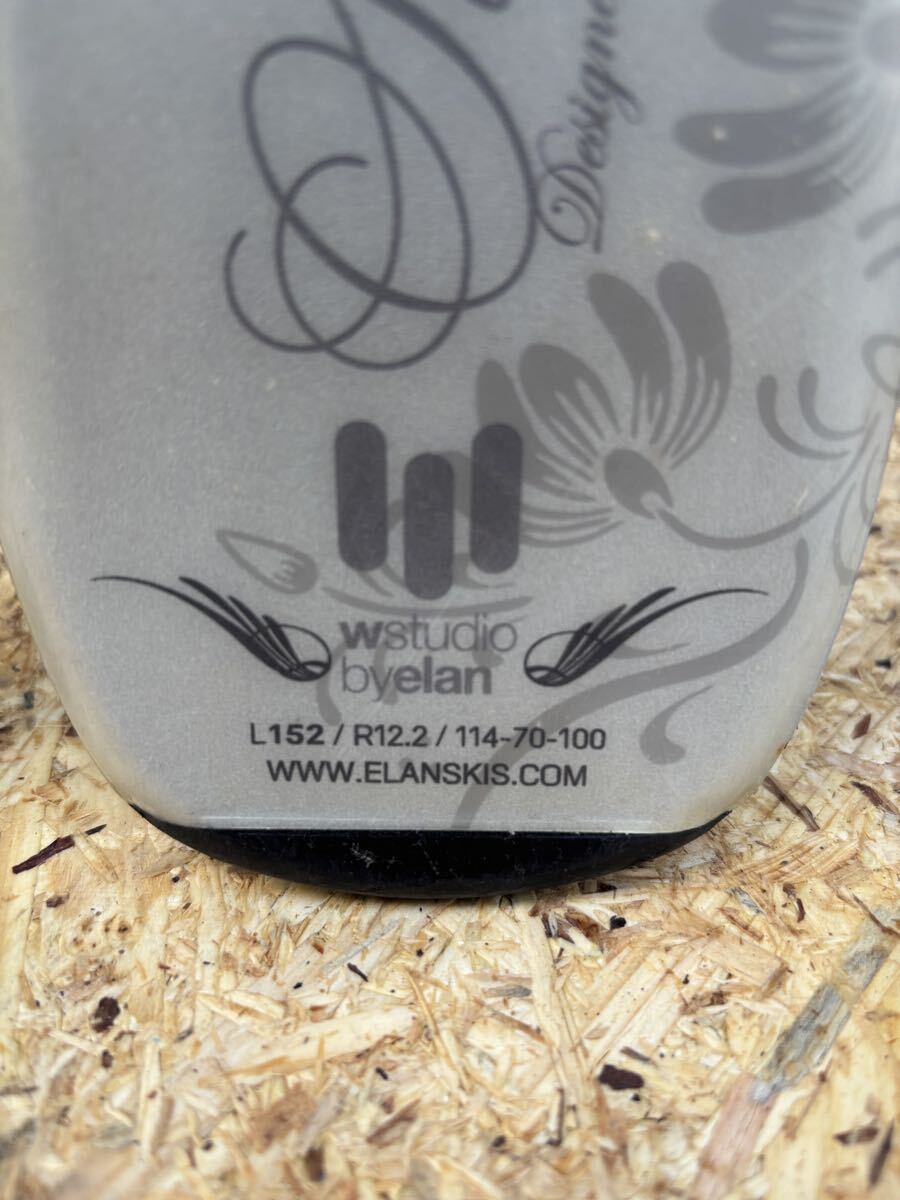 wstudio
byelan
L152 / R12.2 / 114-70-100
WWW.ELANSKIS.COM